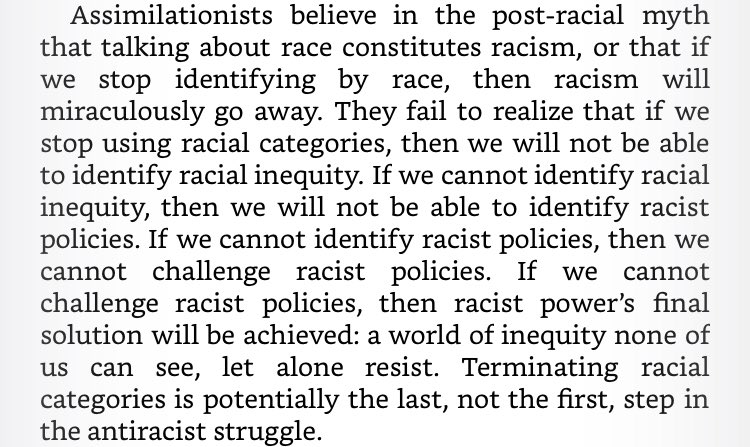 Assimilationists believe in the post-racial myth
that talking about race constitutes racism, or that if
we stop identifying by race, then racism will
miraculously go away. They fail to realize that if we
stop using racial categories, then we will not be able
to identify racial inequity. If we cannot identify racial
inequity, then we will not be able to identify racist
policies. If we cannot identify racist policies, then we
cannot challenge racist policies. If we cannot
challenge racist policies, then racist power’s final
solution will be achieved: a world of inequity none of
us can see, let alone resist. Terminating racial
categories is potentially the last, not the first, step in
the antiracist struggle.